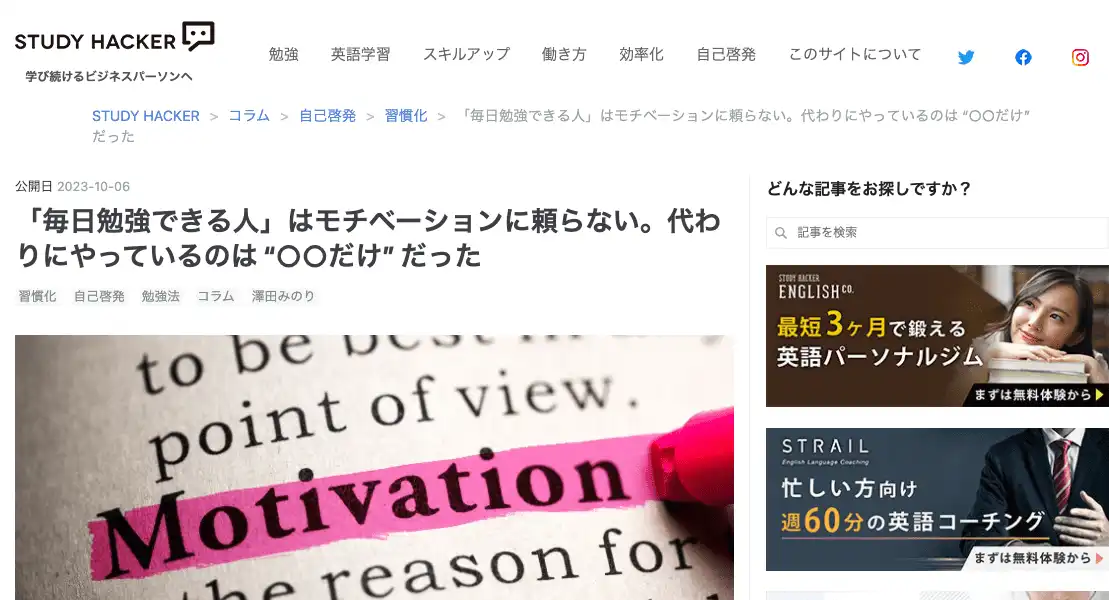 STUDY HACKER
学び続けるビジネスパーソンへ
勉強 英語学習 スキルアップ 働き方 効率化 自己啓発 このサイトについて
STUDY HACKER > コラム > 自己啓発 > 習慣化 > 「毎日勉強できる人」はモチベーションに頼らない。代わりにやっているのは “〇〇だけ”
だった
公開日 2023-10-06
「毎日勉強できる人」はモチベーションに頼らない。代わ
りにやっているのは “〇〇だけ” だった
習慣化 自己啓発 勉強法 コラム 澤田みのり
to be best in a
point of view.
Motivation
the reason for
どんな記事をお探しですか？
記事を検索
STUDY HACKER
ENGLISH CO.
最短3ヶ月で鍛える
英語パーソナルジム
まずは無料体験から
STRAIL
English Language Coaching
忙しい方向け
週60分の英語コーチング
まずは無料体験から